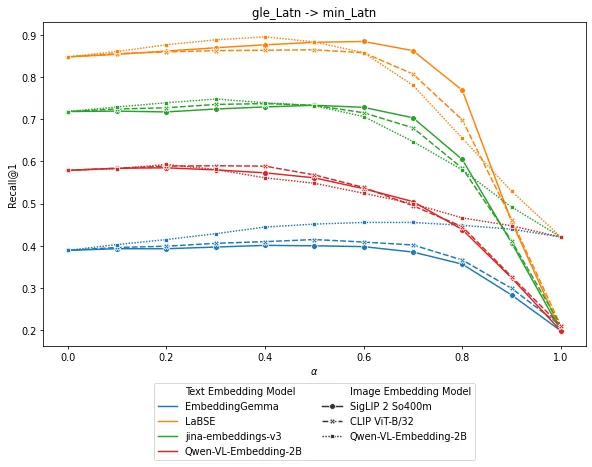 gle_Latn -> min_Latn
Recall@1
0.9
0.8
0.7
0.6
0.5
0.4
0.3
0.2
0.0 0.2 0.4 0.6 0.8 1.0
α
Text Embedding Model Image Embedding Model
EmbeddingGemma SigLIP 2 So400m
LaBSE CLIP ViT-B/32
jina-embeddings-v3 Qwen-VL-Embedding-2B
Qwen-VL-Embedding-2B